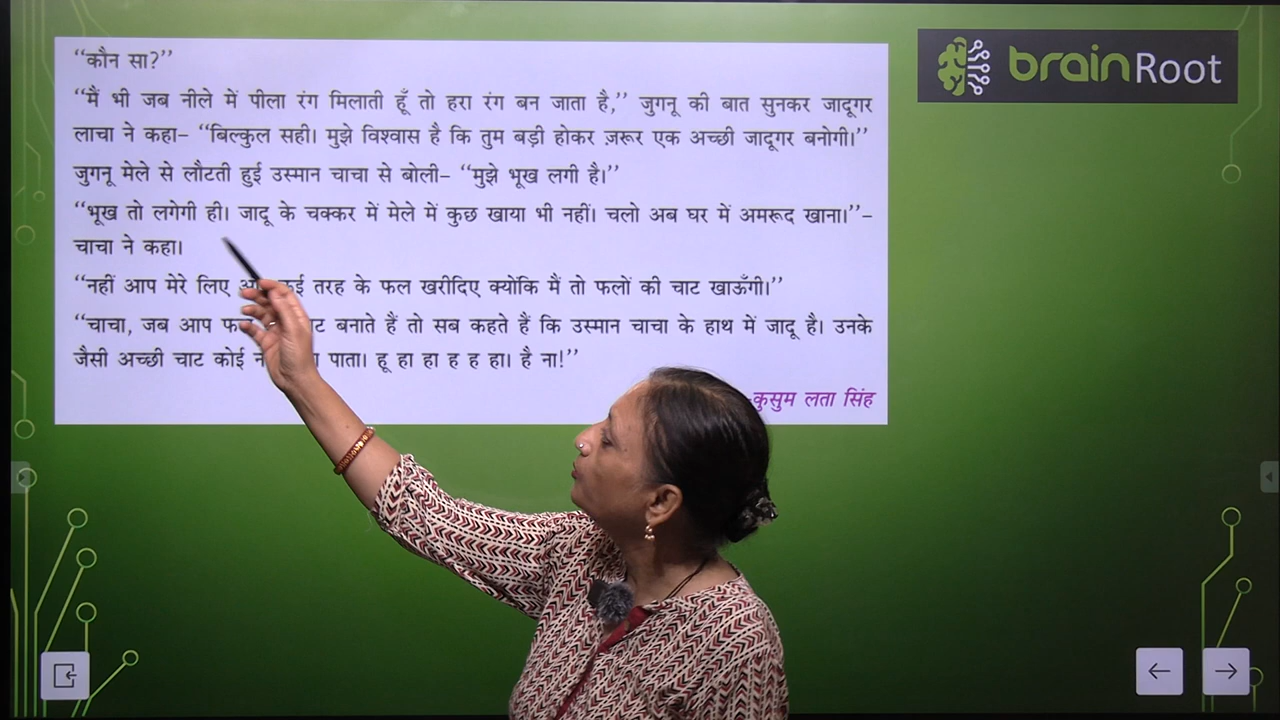 “कौन सा?”
“मैं भी जब नीले में पीला रंग मिलाती हूँ तो हरा रंग बन जाता है,” जुगनू की बात सुनकर जादूगर
लाचा ने कहा– “बिल्कुल सही। मुझे विश्वास है कि तुम बड़ी होकर ज़रूर एक अच्छी जादूगर बनोगी।”
जुगनू मेले से लौटती हुई उस्मान चाचा से बोली– “मुझे भूख लगी है।”
“भूख तो लगेगी ही। जादू के चक्कर में मेले में कुछ खाया भी नहीं। चलो अब घर में अमरूद खाना।”–
चाचा ने कहा।
“नहीं आप मेरे लिए कई तरह के फल खरीदिए क्योंकि मैं तो फलों की चाट खाऊँगी।”
“चाचा, जब आप बनाते हैं तो सब कहते हैं कि उस्मान चाचा के हाथ में जादू है। उनके
जैसी अच्छी चाट कोई पाता। हू हा हा ह ह हा। है ना!”
कुसुम लता सिंह
brainRoot